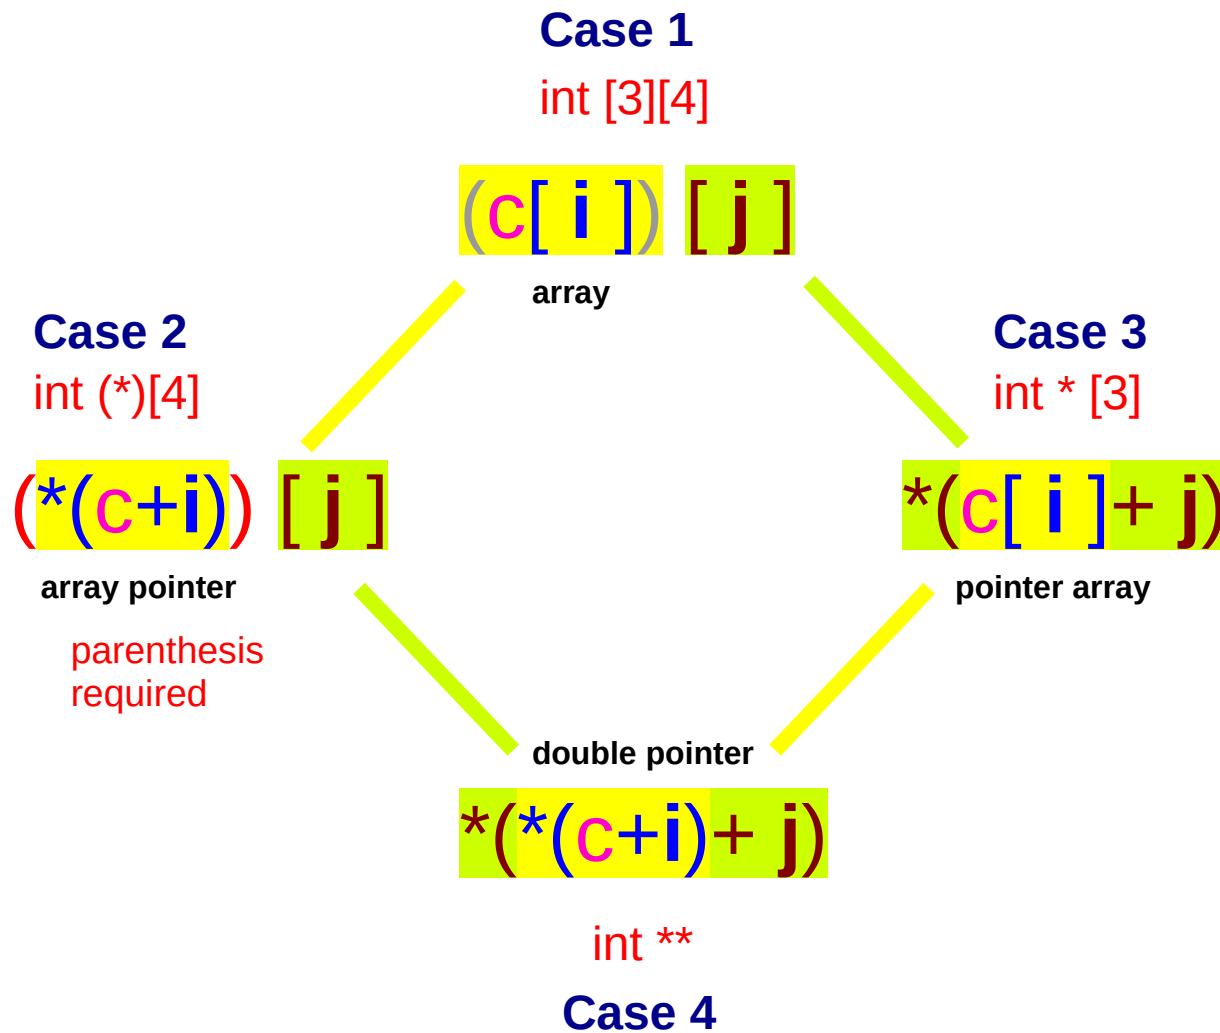 Case 1
int [3][4]
(c[ i ]) [ j ]
array
Case 2
int (*)[4]
(*(c+i)) [ j ]
array pointer
parenthesis
required
Case 3
int * [3]
*(c[ i ]+ j)
pointer array
double pointer
*(*(c+i)+ j)
int **
Case 4